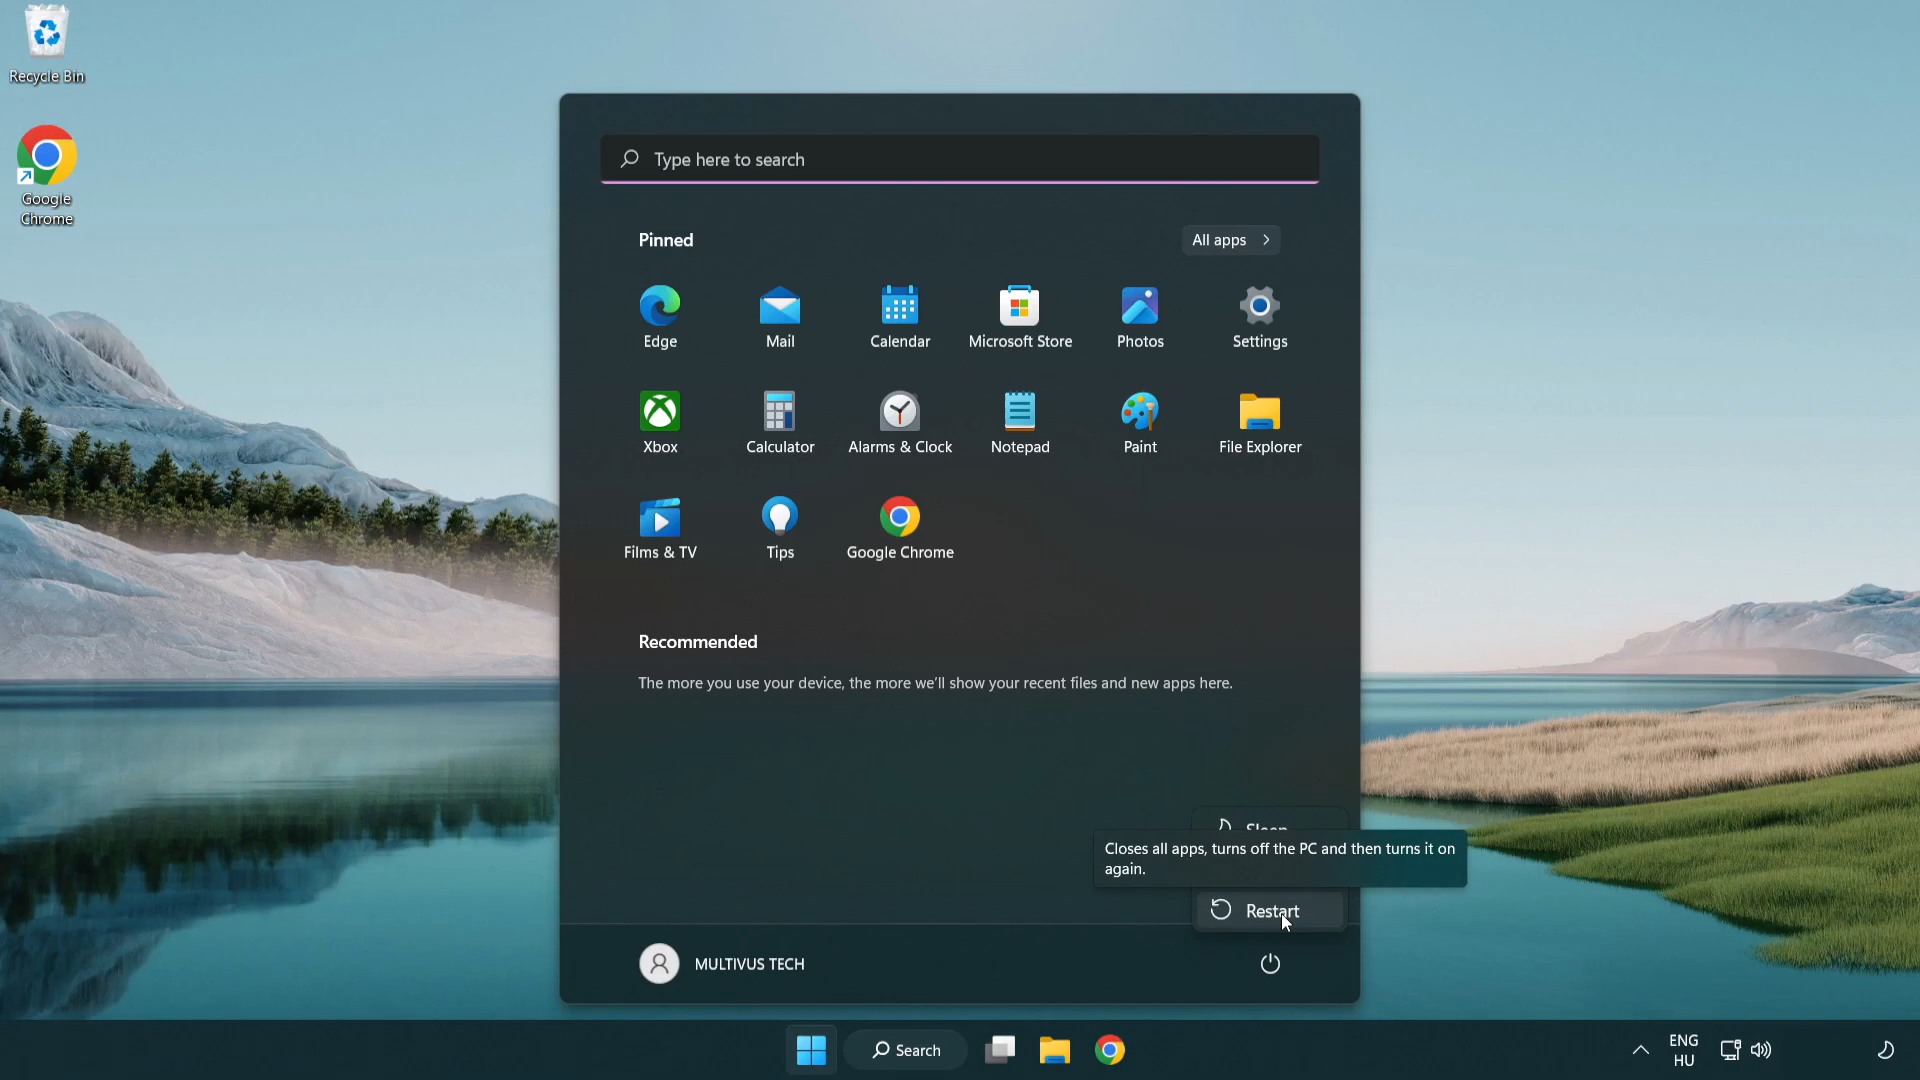 Recycle Bin
Google
Chrome
Type here to search
Pinned
All apps
Edge
Mail
Calendar
Microsoft Store
Photos
Settings
Xbox
Calculator
Alarms & Clock
Notepad
Paint
File Explorer
Films & TV
Tips
Google Chrome
Recommended
The more you use your device, the more we'll show your recent files and new apps here.
Sleep
Closes all apps, turns off the PC and then turns it on
again.
Restart
MULTIVUS TECH
Search
ENG
HU